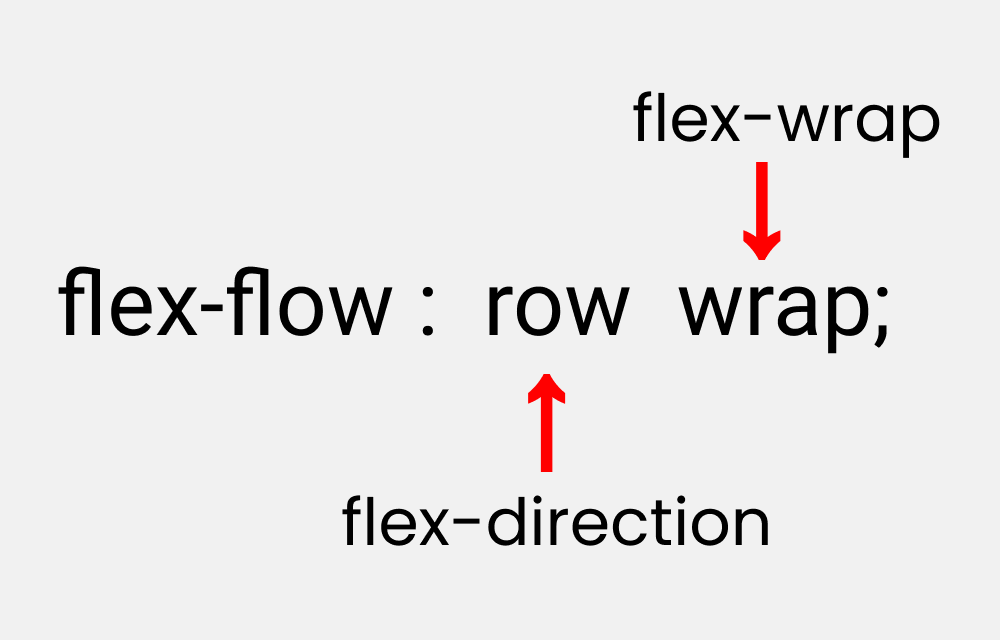 flex-wrap
flex-flow : row wrap;
flex-direction